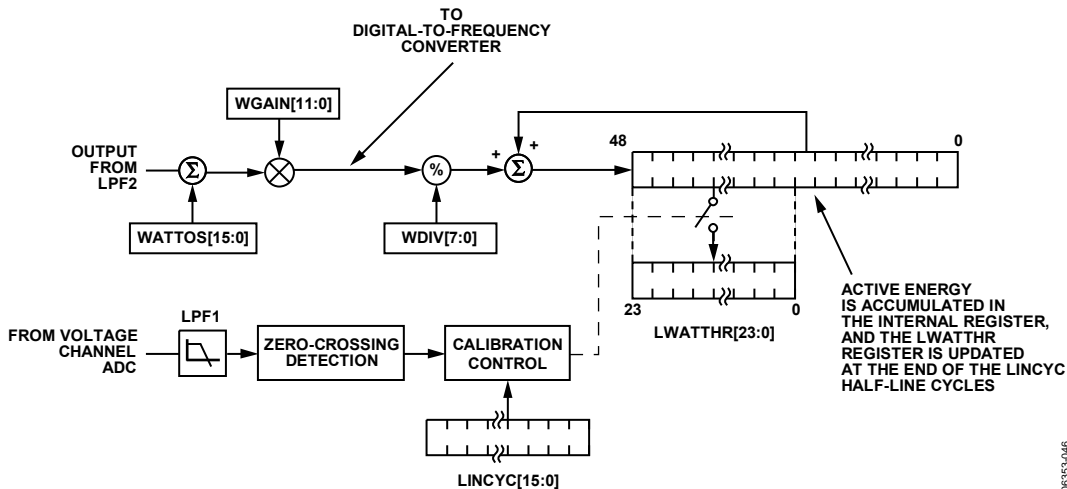 TO
DIGITAL-TO-FREQUENCY
CONVERTER
WGAIN[11:0]
OUTPUT
FROM
LPF2
Σ
%
+
+
Σ
48
0
WATTOS[15:0]
WDIV[7:0]
23
0
LWATTHR[23:0]
ACTIVE ENERGY
IS ACCUMULATED IN
THE INTERNAL REGISTER,
AND THE LWATTHR
REGISTER IS UPDATED
AT THE END OF THE LINCYC
HALF-LINE CYCLES
FROM VOLTAGE
CHANNEL
ADC
LPF1
ZERO-CROSSING
DETECTION
CALIBRATION
CONTROL
LINCYC[15:0]
06353-046